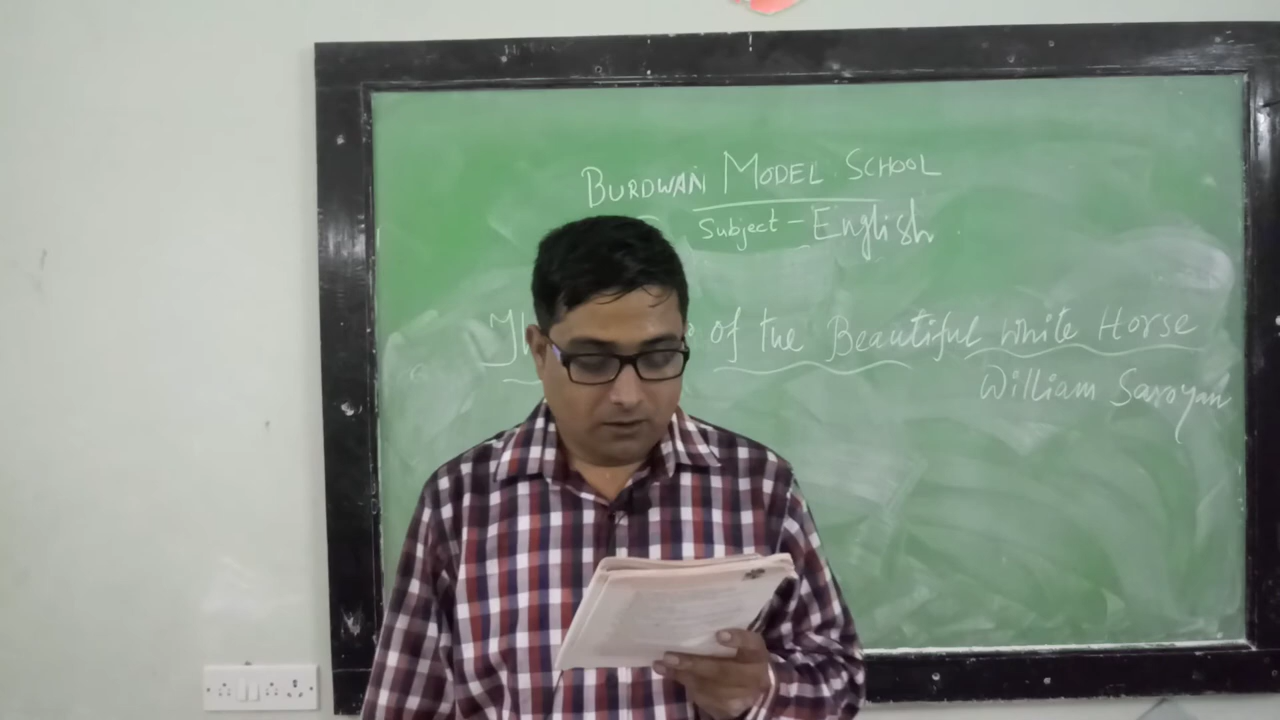 BURDWAN MODEL SCHOOL
Subject - English
of the Beautiful White Horse
William Saroyan